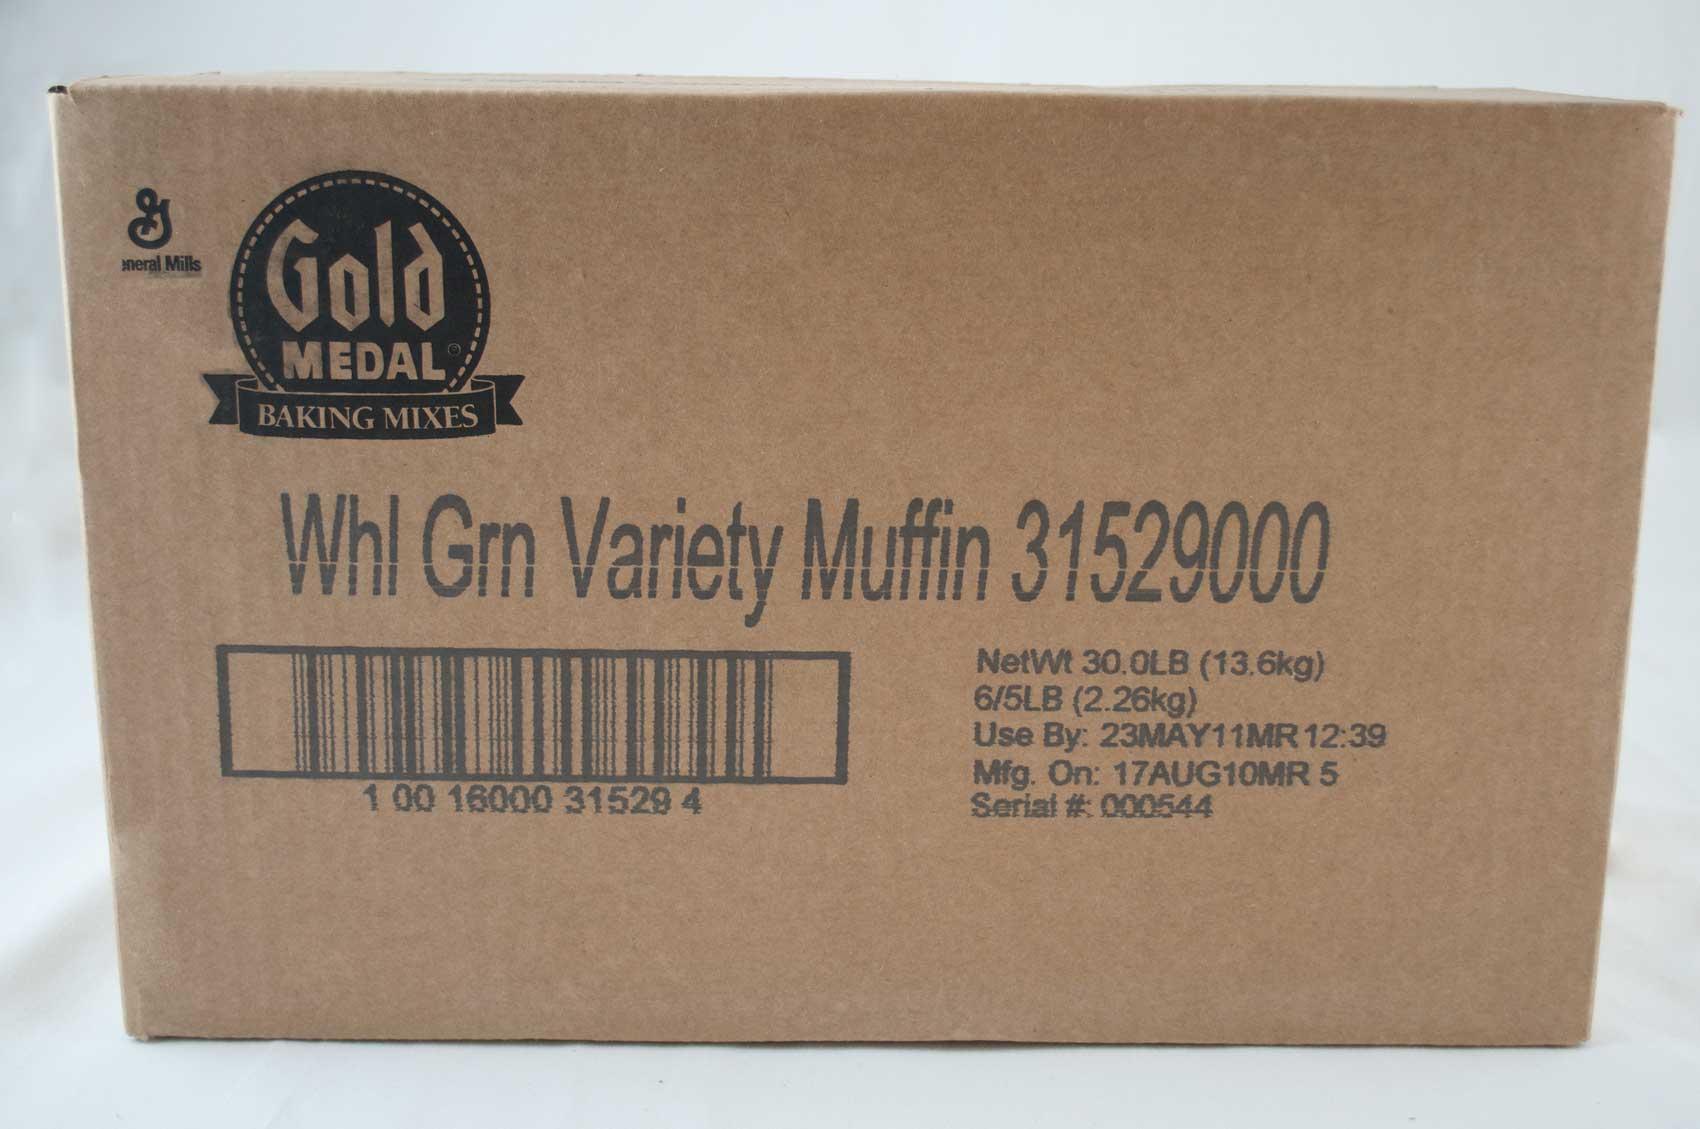 eneral Mills
Gold
MEDAL®
BAKING MIXES
Whl Grn Variety Muffin 31529000
1 00 16000 31529 4
NetWt 30.0LB (13.6kg)
6/5LB (2.26kg)
Use By: 23MAY11MR 12:39
Mfg. On: 17AUG10MR 5
Serial #: 000544